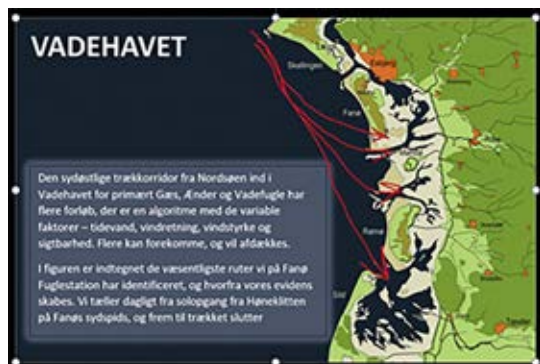 VADEHAVET
Skallingen
Esbjerg
Fanø
Den sydøstlige trækkorridor fra Nordsøen ind i
Vadehavet for primært Gæs, Ænder og Vadefugle har
flere forløb, der er en algoritme med de variable
faktorer – tidevand, vindretning, vindstyrke og
sigtbarhed. Flere kan forekomme, og vil afdækkes.
I figuren er indtegnet de væsentligste ruter vi på Fanø
Fuglestation har identificeret, og hvorfra vores evidens
skabes. Vi tæller dagligt fra solopgang fra Høneklitten
på Fanøs sydspids, og frem til trækket slutter
Rømø
Sild
Tønder